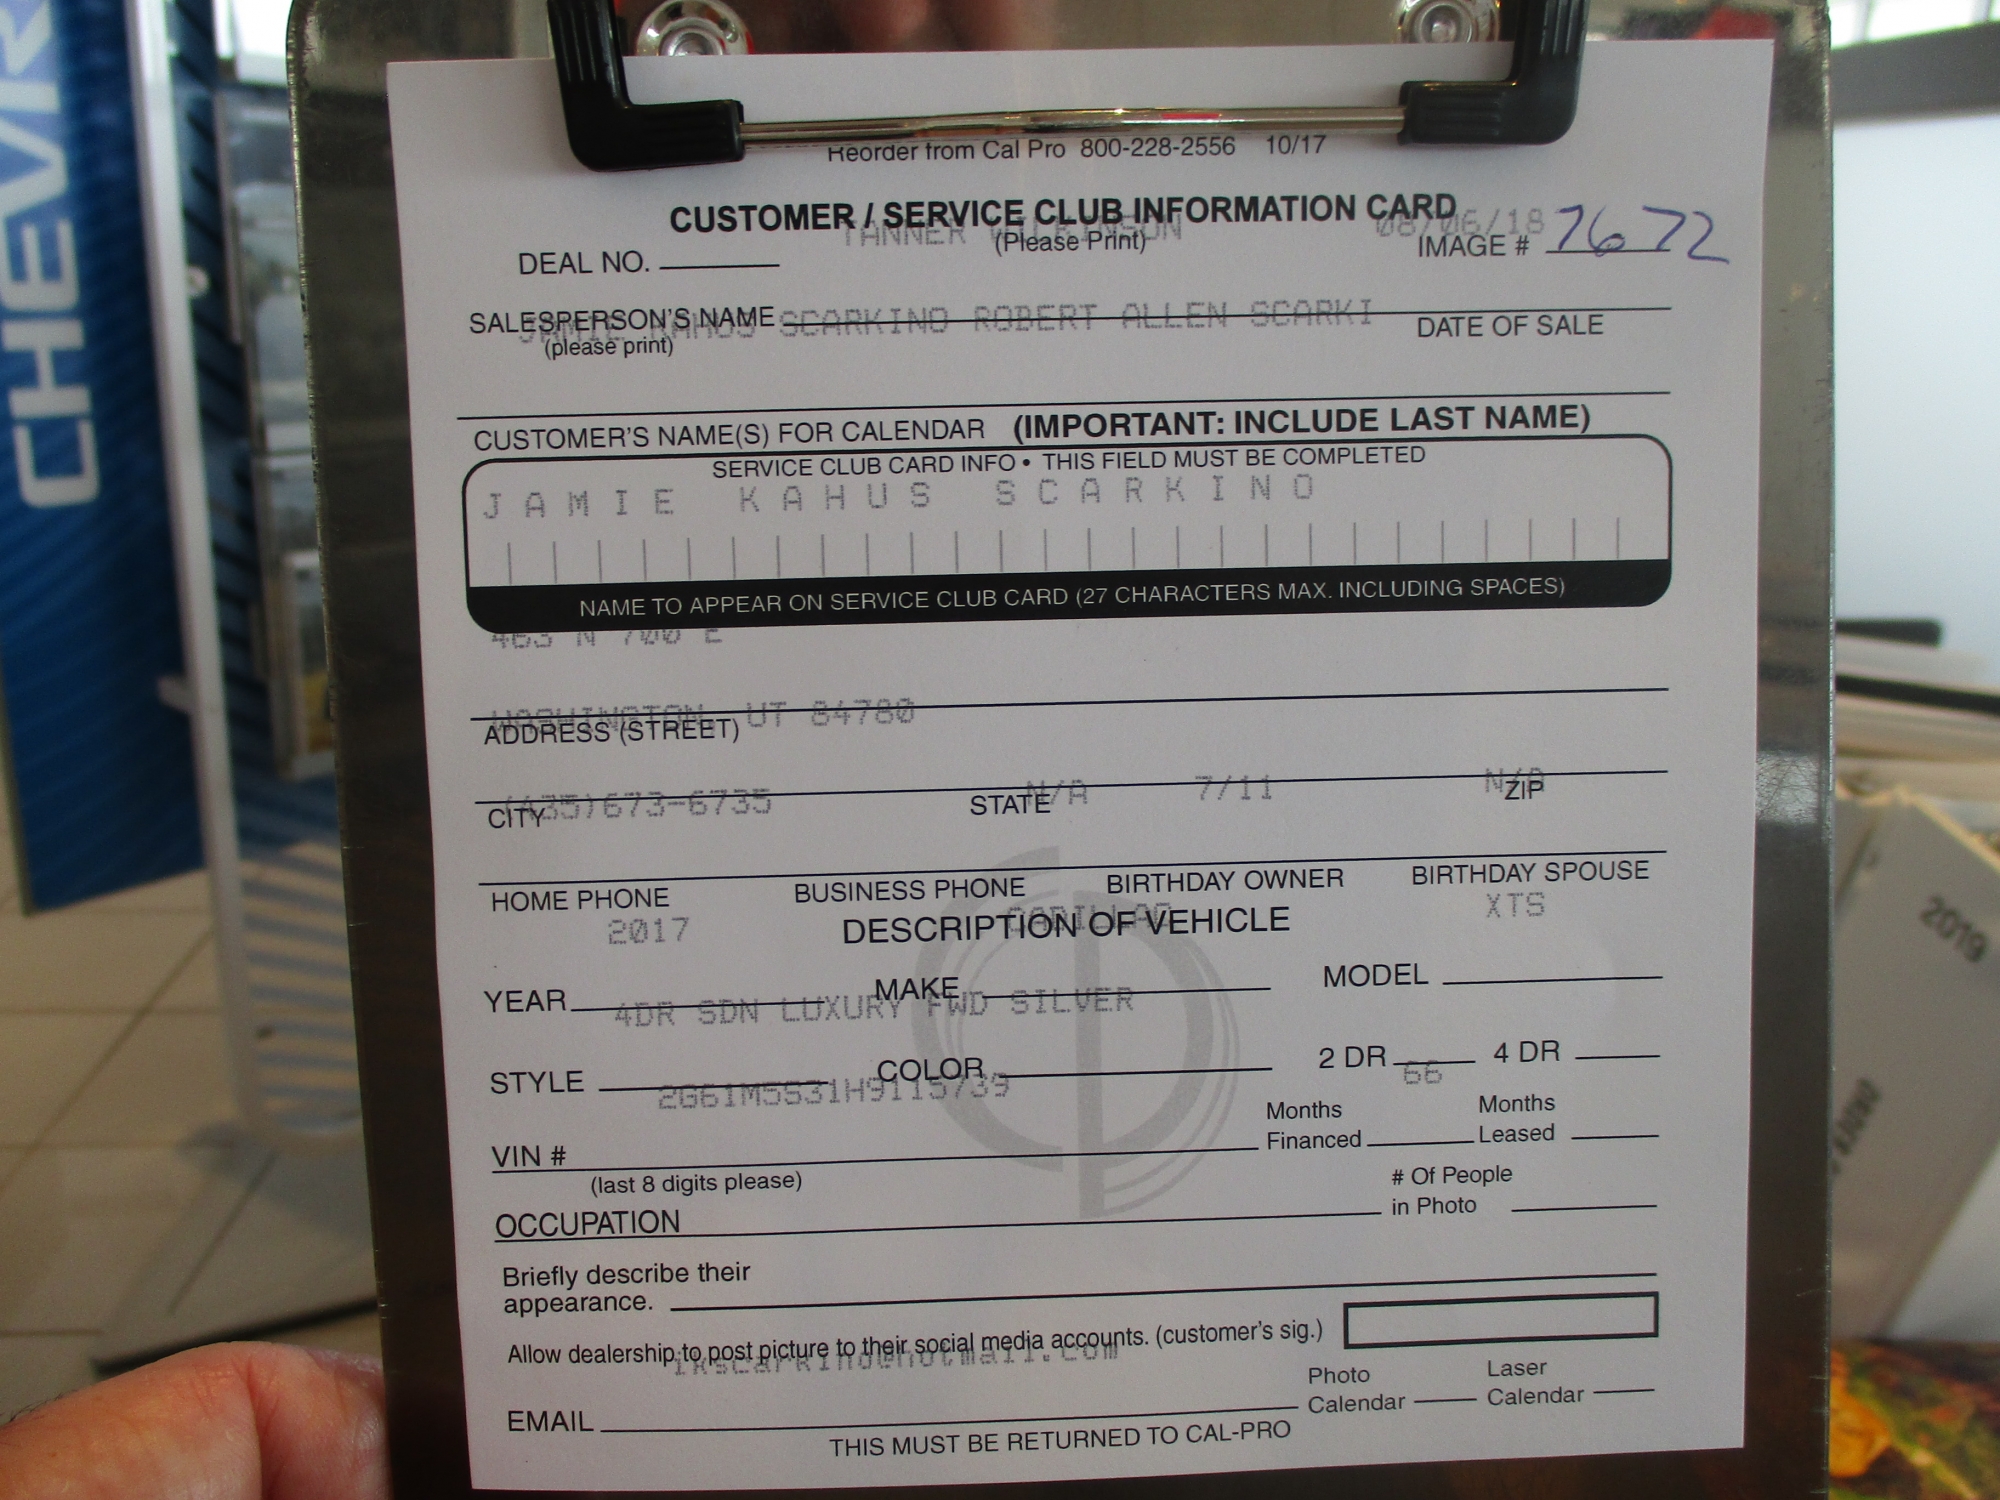 CHEVR
Reorder from Cal Pro 800-228-2556 10/17
CUSTOMER / SERVICE CLUB INFORMATION CARD
TANNER WILKINSON 08/06/18
(Please Print)
DEAL NO. IMAGE # 7672
JAMIE KAHUS SCARKINO ROBERT ALLEN SCARKI
SALESPERSON'S NAME DATE OF SALE
(please print)
CUSTOMER'S NAME(S) FOR CALENDAR (IMPORTANT: INCLUDE LAST NAME)
SERVICE CLUB CARD INFO • THIS FIELD MUST BE COMPLETED
JAMIE KAHUS SCARKINO
NAME TO APPEAR ON SERVICE CLUB CARD (27 CHARACTERS MAX. INCLUDING SPACES)
463 N 700 E
WASHINGTON, UT 84780
ADDRESS (STREET)
(435)673-6735 N/A 7/11 N/A
CITY STATE ZIP
HOME PHONE BUSINESS PHONE BIRTHDAY OWNER BIRTHDAY SPOUSE
2017 CADILLAC XTS
DESCRIPTION OF VEHICLE
YEAR MAKE MODEL
4DR SDN LUXURY FWD SILVER
STYLE COLOR 2 DR 4 DR
2G61M5S31H9115739 66
VIN # Months Financed Months Leased
(last 8 digits please)
OCCUPATION # Of People in Photo
Briefly describe their
appearance.
Allow dealership to post picture to their social media accounts. (customer's sig.)
EMAIL Photo Calendar Laser Calendar
THIS MUST BE RETURNED TO CAL-PRO
2019